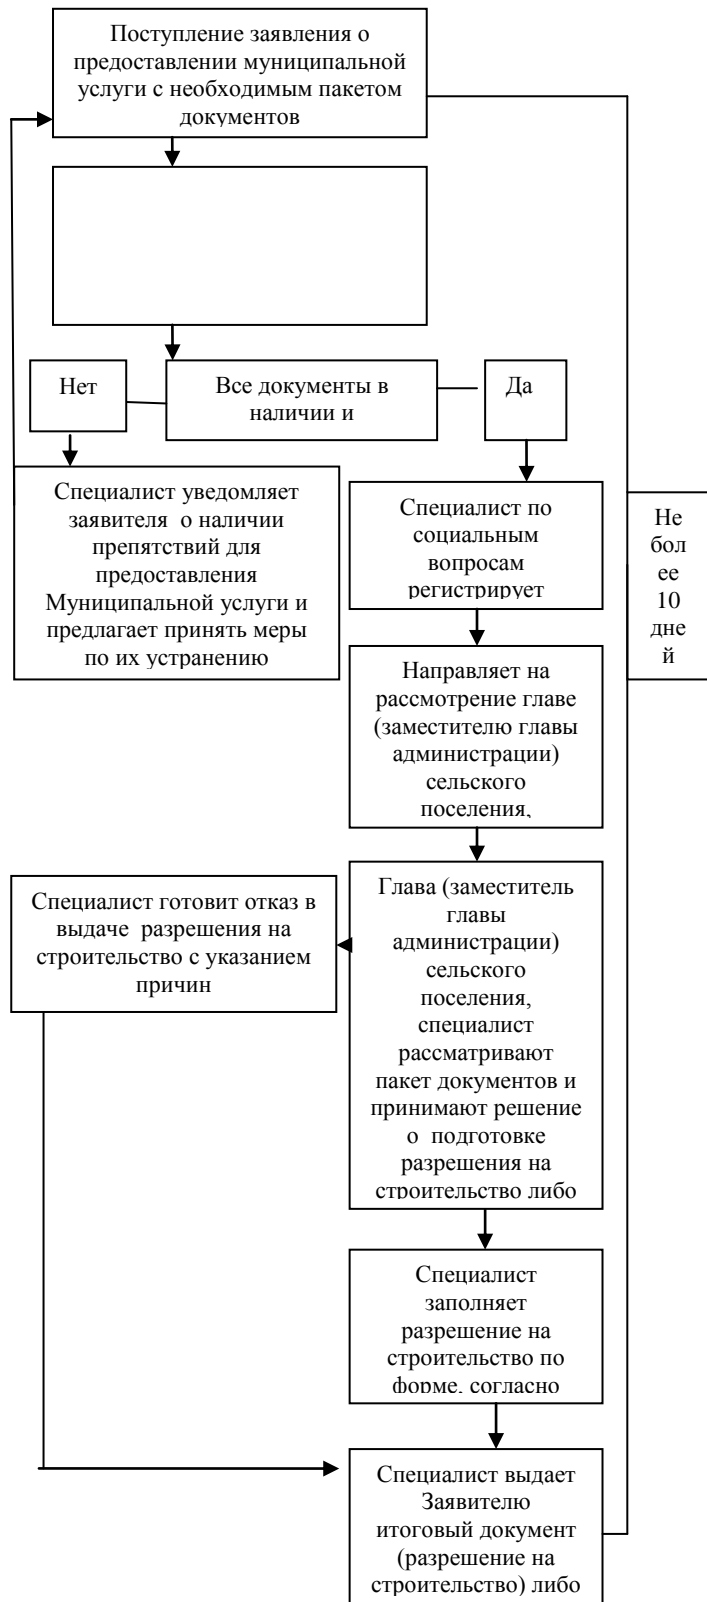 Поступление заявления о
предоставлении муниципальной
услуги с необходимым пакетом
документов
Нет
Все документы в
наличии и
Да
Специалист уведомляет
заявителя о наличии
препятствий для
предоставления
Муниципальной услуги и
предлагает принять меры
по их устранению
Специалист по
социальным
вопросам
регистрирует
Не
бол
ее
10
дне
й
Направляет на
рассмотрение главе
(заместителю главы
администрации)
сельского
поселения,
Специалист готовит отказ в
выдаче разрешения на
строительство с указанием
причин
Глава (заместитель
главы
администрации)
сельского
поселения,
специалист
рассматривают
пакет документов и
принимают решение
о подготовке
разрешения на
строительство либо
Специалист
заполняет
разрешение на
строительство по
форме, согласно
Специалист выдает
Заявителю
итоговый документ
(разрешение на
строительство) либо